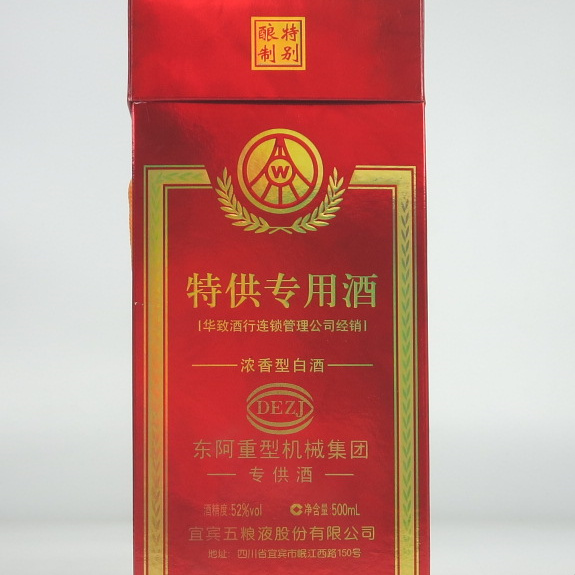 特别
酿制
W
特供专用酒
|华致酒行连锁管理公司经销|
浓香型白酒
DEZJ
东阿重型机械集团
专供酒
酒精度:52%vol
净含量:500mL
宜宾五粮液股份有限公司
地址:四川省宜宾市岷江西路150号